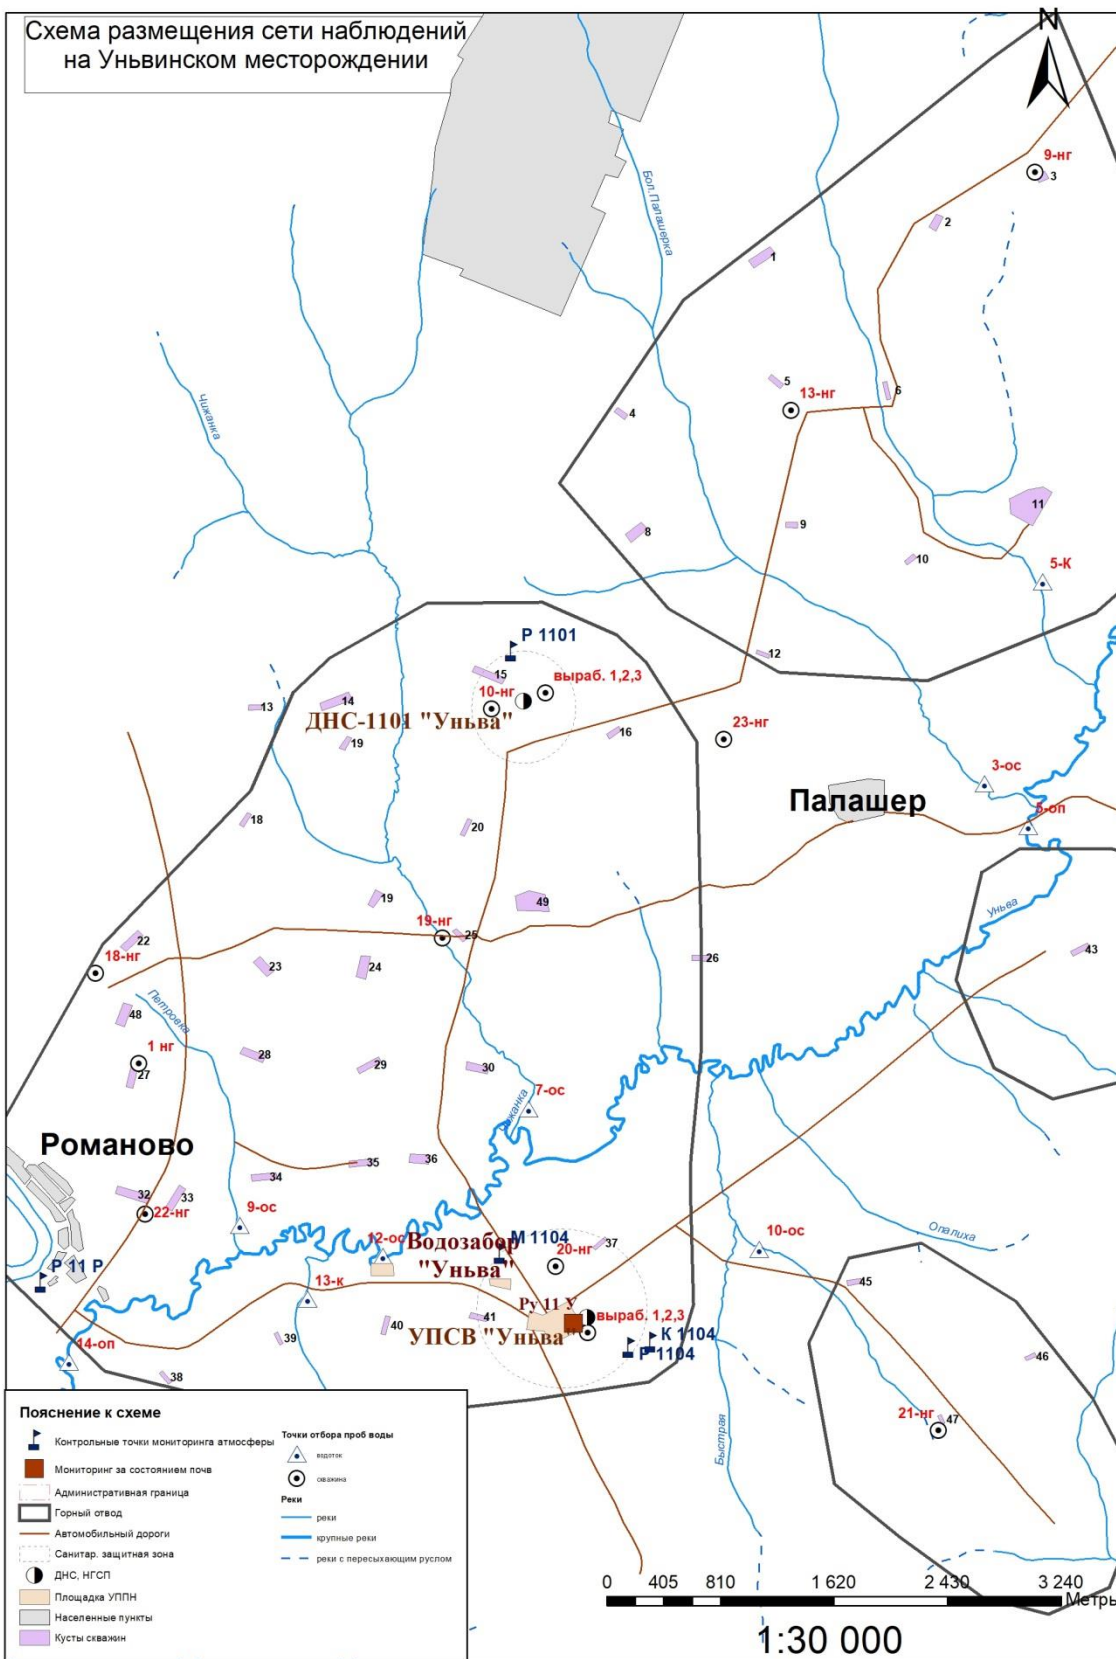 Схема размещения сети наблюдений
на Уньвинском месторождении
N
9-нг
3
2
Бол.Палашерка
1
Чижанка
5
13-нг
6
4
11
8
9
10
5-К
Р 1101
12
15
выраб. 1,2,3
10-нг
13
14
ДНС-1101 "Уньва"
19
16
23-нг
3-ос
Палашер
18
20
5-оп
19
49
Уньва
19-нг
25
22
43
18-нг
23
24
26
Петровка
48
1 нг
28
29
30
27
7-ос
Чижанка
Романово
36
35
34
32
33
22-нг
9-ос
12-ос
Водозабор
"Уньва"
М 1104
37
20-нг
10-ос
Опалиха
Р 11 Р
13-к
45
Ру 11 У
41
выраб. 1,2,3
УПСВ "Уньва"
40
39
К 1104
Р 1104
14-оп
38
46
Быстрая
21-нг
47
Пояснение к схеме
Контрольные точки мониторинга атмосферы
Мониторинг за состоянием почв
Административная граница
Горный отвод
Автомобильный дороги
Санитар. защитная зона
ДНС, НГСП
Площадка УППН
Населенные пункты
Кусты скважин
Точки отбора проб воды
водоток
скважина
Реки
реки
крупные реки
реки с пересыхающим руслом
0 405 810 1 620 2 430 3 240
Метры
1:30 000